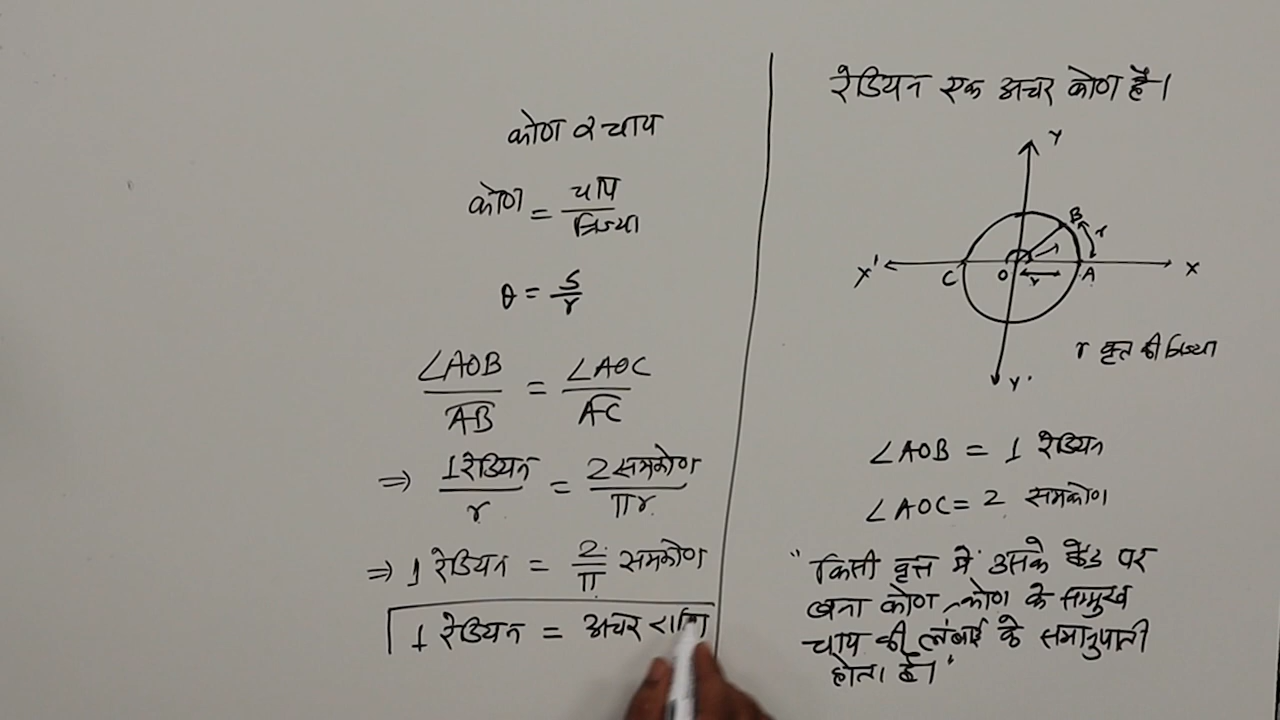 रेडियन एक अचर कोण है।
Y
B
r
r
X'
C
O
r
A
X
Y'
r वृत्त की त्रिज्या
∠AOB = 1 रेडियन
∠AOC = 2 समकोण
"किसी वृत्त में उसके केंद्र पर
बना कोण, कोण के सम्मुख
चाप की लंबाई के समानुपाती
होता है।"
कोण α चाप
कोण = चाप / त्रिज्या
θ = S / r
∠AOB / AB = ∠AOC / AC
⇒ 1 रेडियन / r = 2 समकोण / πr
⇒ 1 रेडियन = 2 / π समकोण
1 रेडियन = अचर राशि